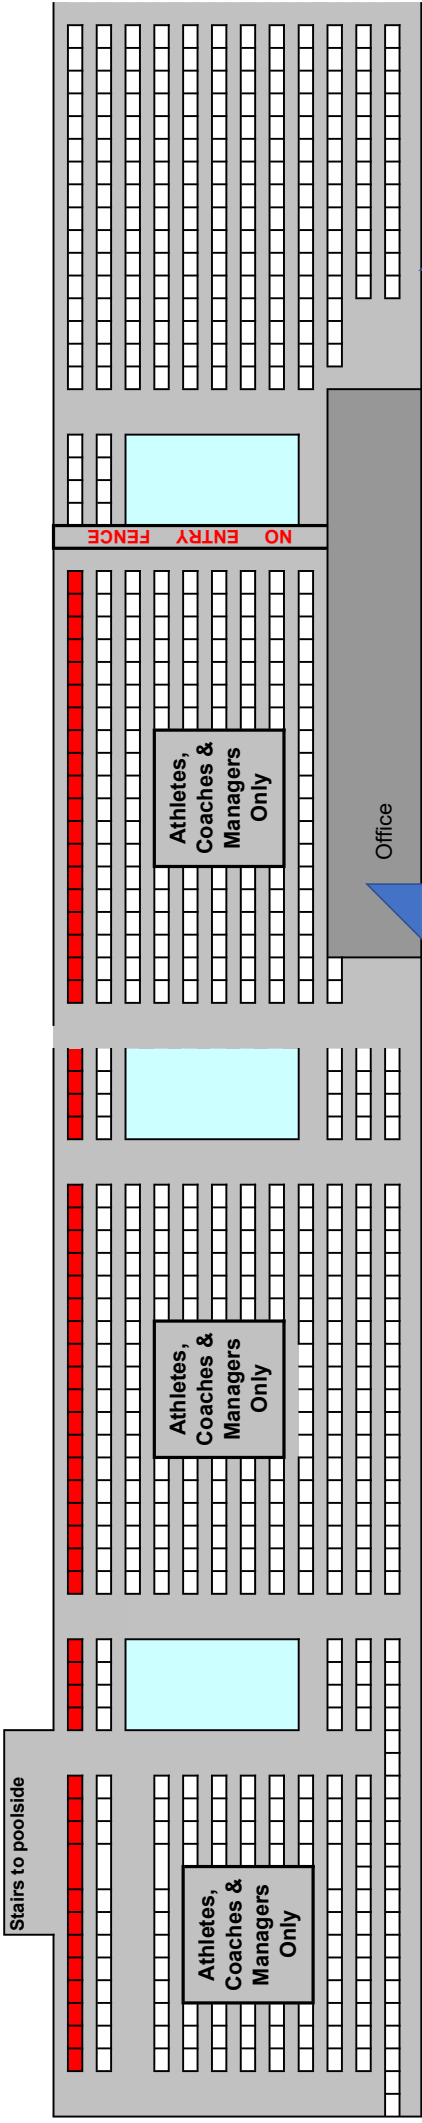 NO ENTRY FENCE
Athletes,
Coaches &
Managers
Only
Office
Athletes,
Coaches &
Managers
Only
Stairs to poolside
Athletes,
Coaches &
Managers
Only